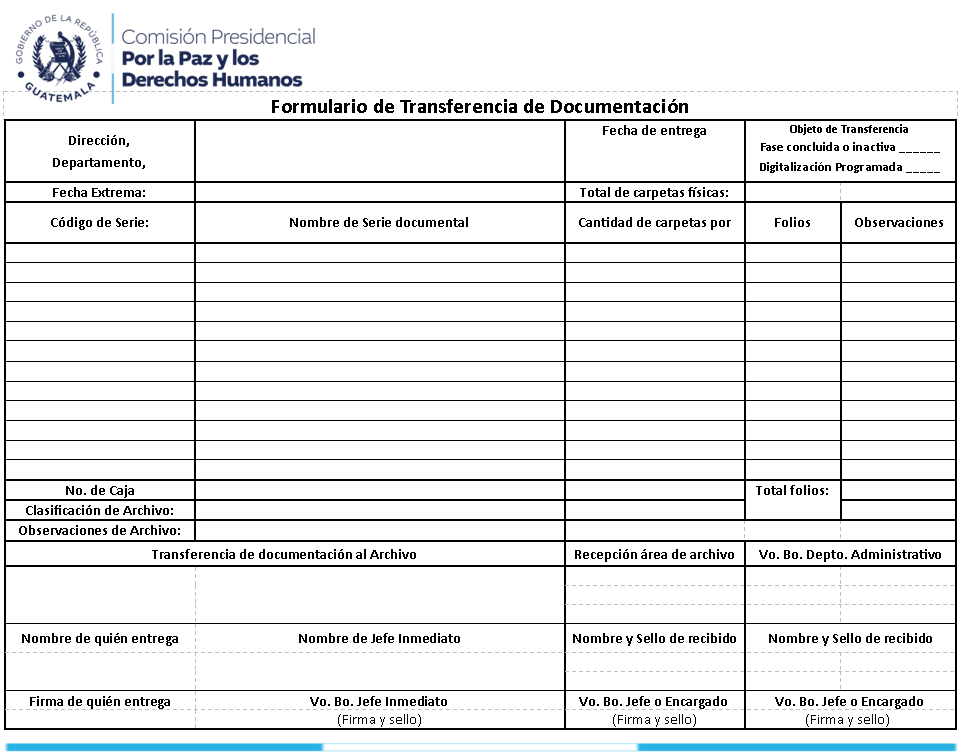 GOBIERNO DE LA REPÚBLICA
GUATEMALA
Comisión Presidencial
Por la Paz y los
Derechos Humanos
Formulario de Transferencia de Documentación
Dirección,
Departamento,
Fecha de entrega
Objeto de Transferencia
Fase concluida o inactiva ______
Digitalización Programada _____
Fecha Extrema:
Total de carpetas físicas:
Código de Serie:
Nombre de Serie documental
Cantidad de carpetas por
Folios
Observaciones
No. de Caja
Total folios:
Clasificación de Archivo:
Observaciones de Archivo:
Transferencia de documentación al Archivo
Recepción área de archivo
Vo. Bo. Depto. Administrativo
Nombre de quién entrega
Nombre de Jefe Inmediato
Nombre y Sello de recibido
Nombre y Sello de recibido
Firma de quién entrega
Vo. Bo. Jefe Inmediato
(Firma y sello)
Vo. Bo. Jefe o Encargado
(Firma y sello)
Vo. Bo. Jefe o Encargado
(Firma y sello)